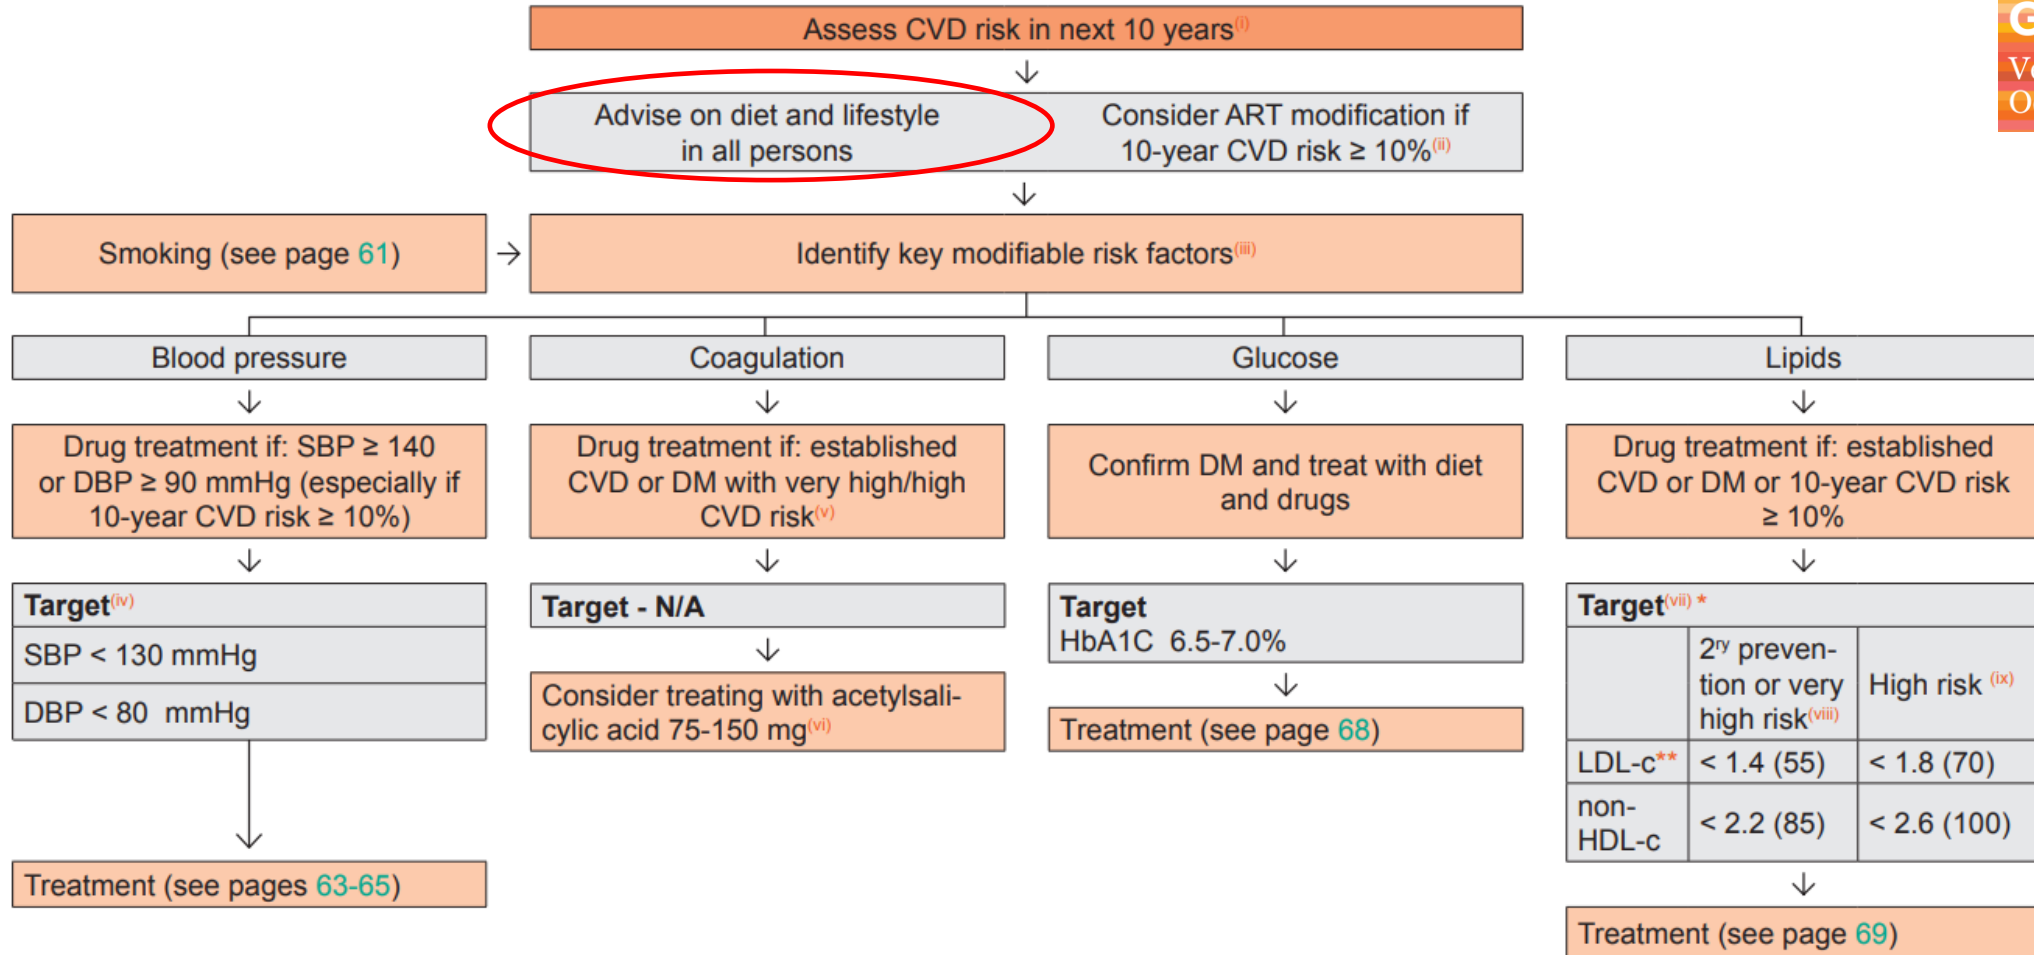 Assess CVD risk in next 10 years(i)
Advise on diet and lifestyle
in all persons
Consider ART modification if
10-year CVD risk ≥ 10%(ii)
Smoking (see page 61)
Identify key modifiable risk factors(iii)
Blood pressure
Drug treatment if: SBP ≥ 140
or DBP ≥ 90 mmHg (especially if
10-year CVD risk ≥ 10%)
Target(iv)
SBP < 130 mmHg
DBP < 80 mmHg
Treatment (see pages 63-65)
Coagulation
Drug treatment if: established
CVD or DM with very high/high
CVD risk(v)
Target - N/A
Consider treating with acetylsali-
cylic acid 75-150 mg(vi)
Glucose
Confirm DM and treat with diet
and drugs
Target
HbA1C 6.5-7.0%
Treatment (see page 68)
Lipids
Drug treatment if: established
CVD or DM or 10-year CVD risk
≥ 10%
Target(vii) *
2ry preven-
tion or very
high risk(viii)
High risk (ix)
LDL-c** < 1.4 (55) < 1.8 (70)
non-
HDL-c < 2.2 (85) < 2.6 (100)
Treatment (see page 69)